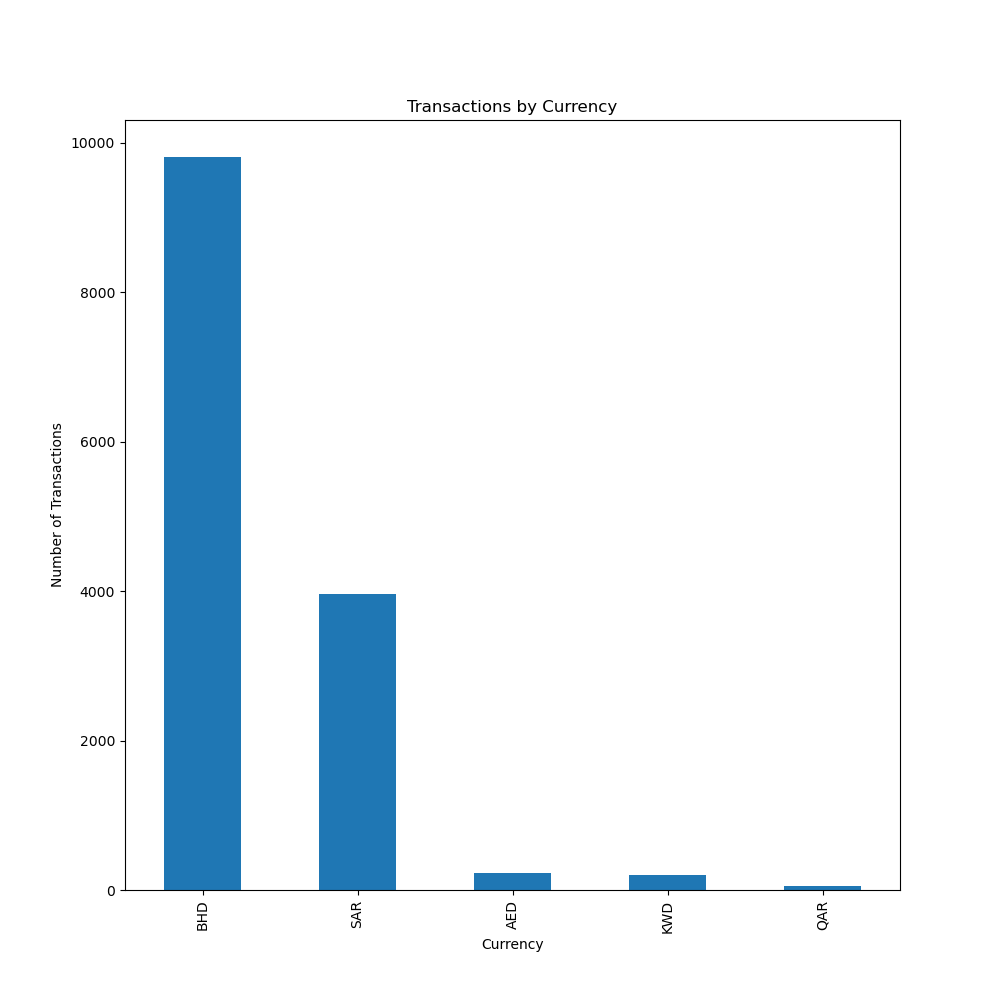 Transactions by Currency
10000
8000
6000
4000
2000
0
Number of Transactions
BHD
SAR
AED
KWD
QAR
Currency